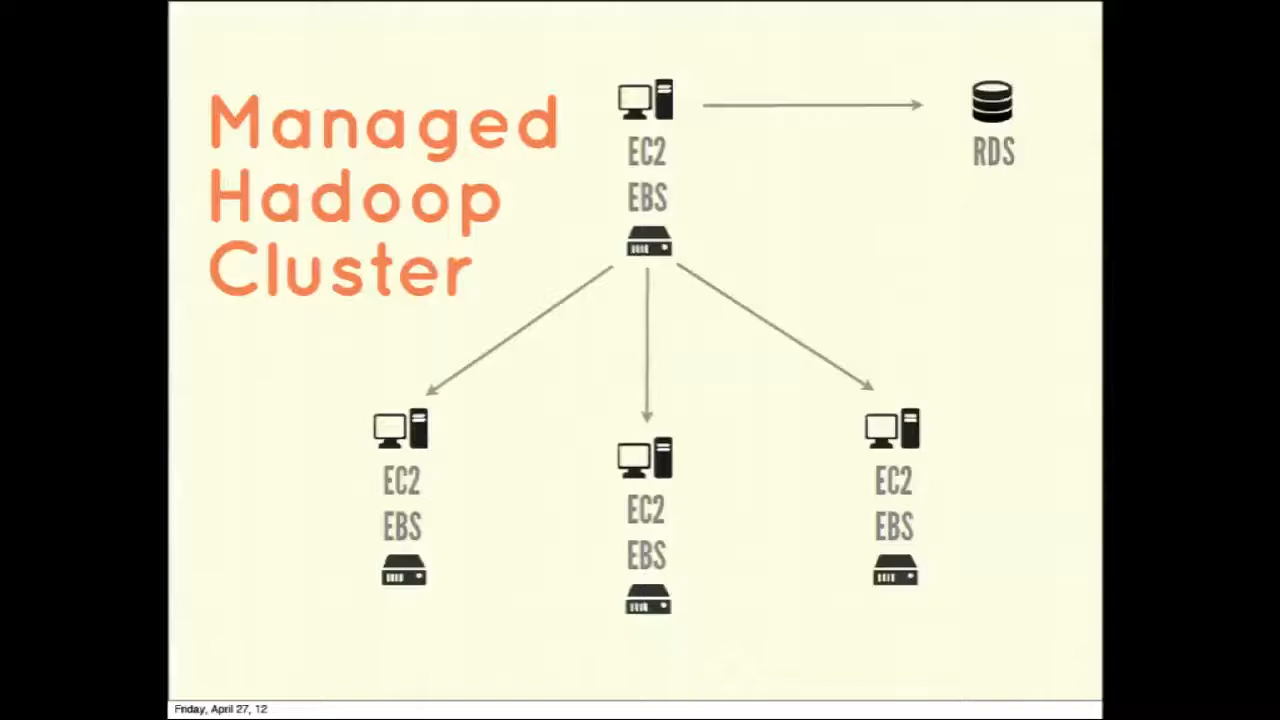 Managed
Hadoop
Cluster
EC2
EBS
RDS
EC2
EBS
EC2
EBS
EC2
EBS
Friday, April 27, 12